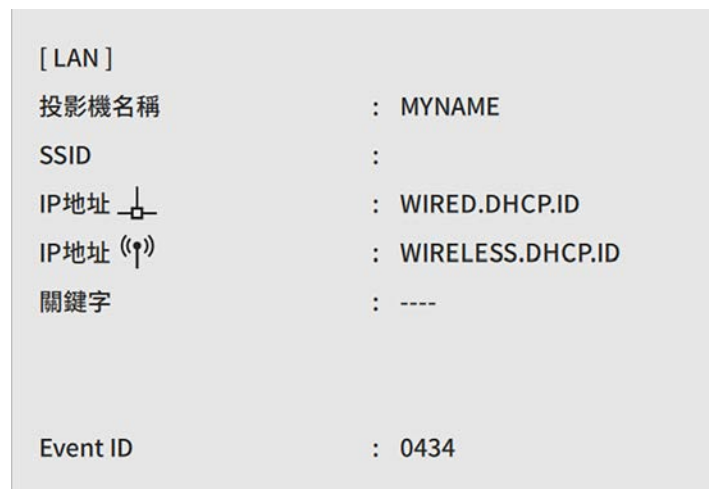 [ LAN ]
投影機名稱 : MYNAME
SSID :
IP地址 : WIRED.DHCP.ID
IP地址 : WIRELESS.DHCP.ID
關鍵字 : ----
Event ID : 0434